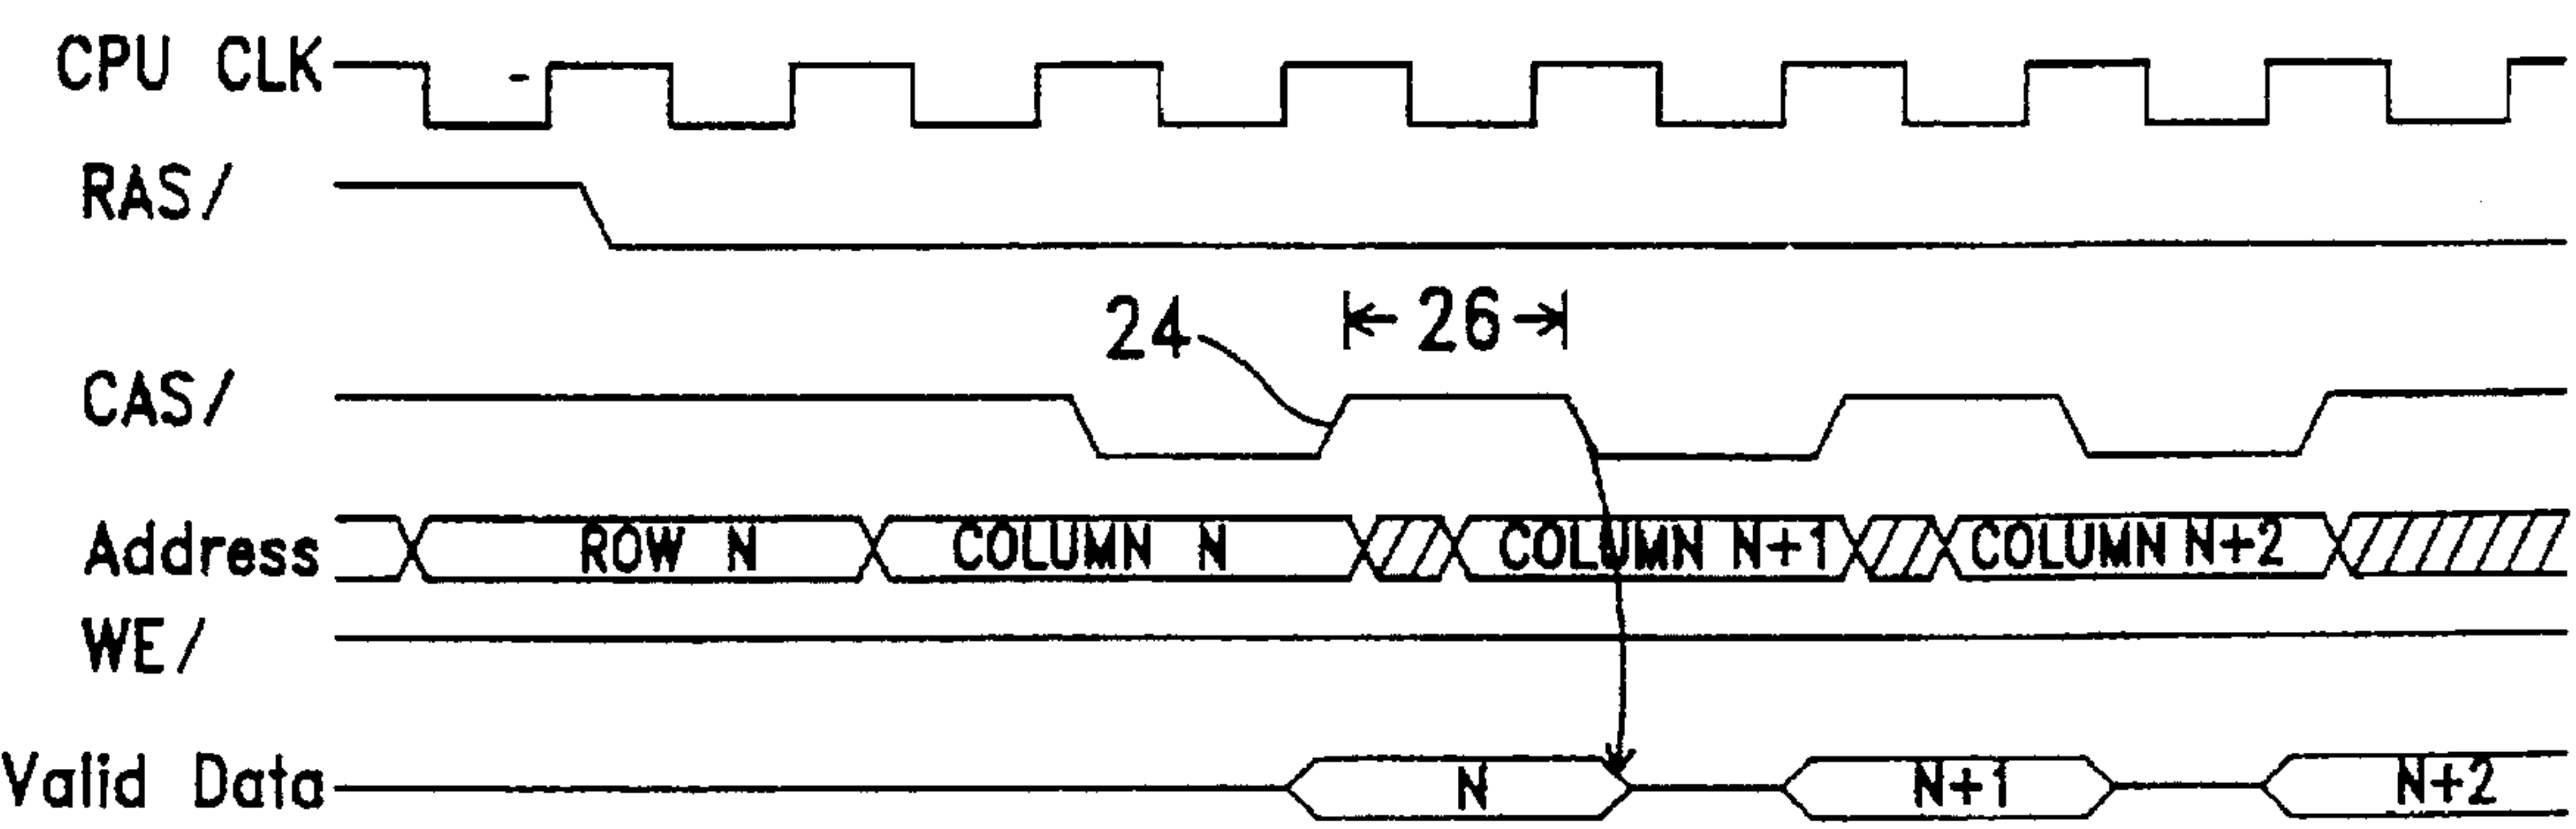 CPU CLK
RAS/
24
26
CAS/
Address ROW N COLUMN N COLUMN N+1 COLUMN N+2
WE/
Valid Data N N+1 N+2